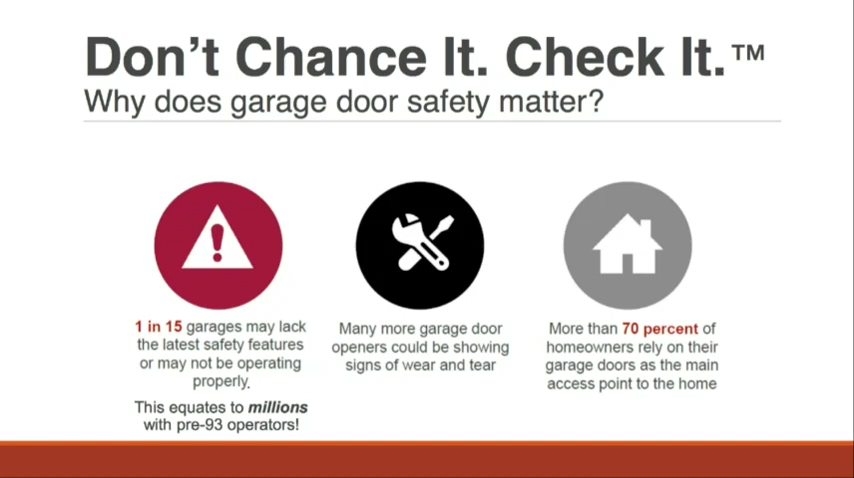 Don’t Chance It. Check It.™
Why does garage door safety matter?
1 in 15 garages may lack
the latest safety features
or may not be operating
properly.
This equates to millions
with pre-93 operators!
Many more garage door
openers could be showing
signs of wear and tear
More than 70 percent of
homeowners rely on their
garage doors as the main
access point to the home